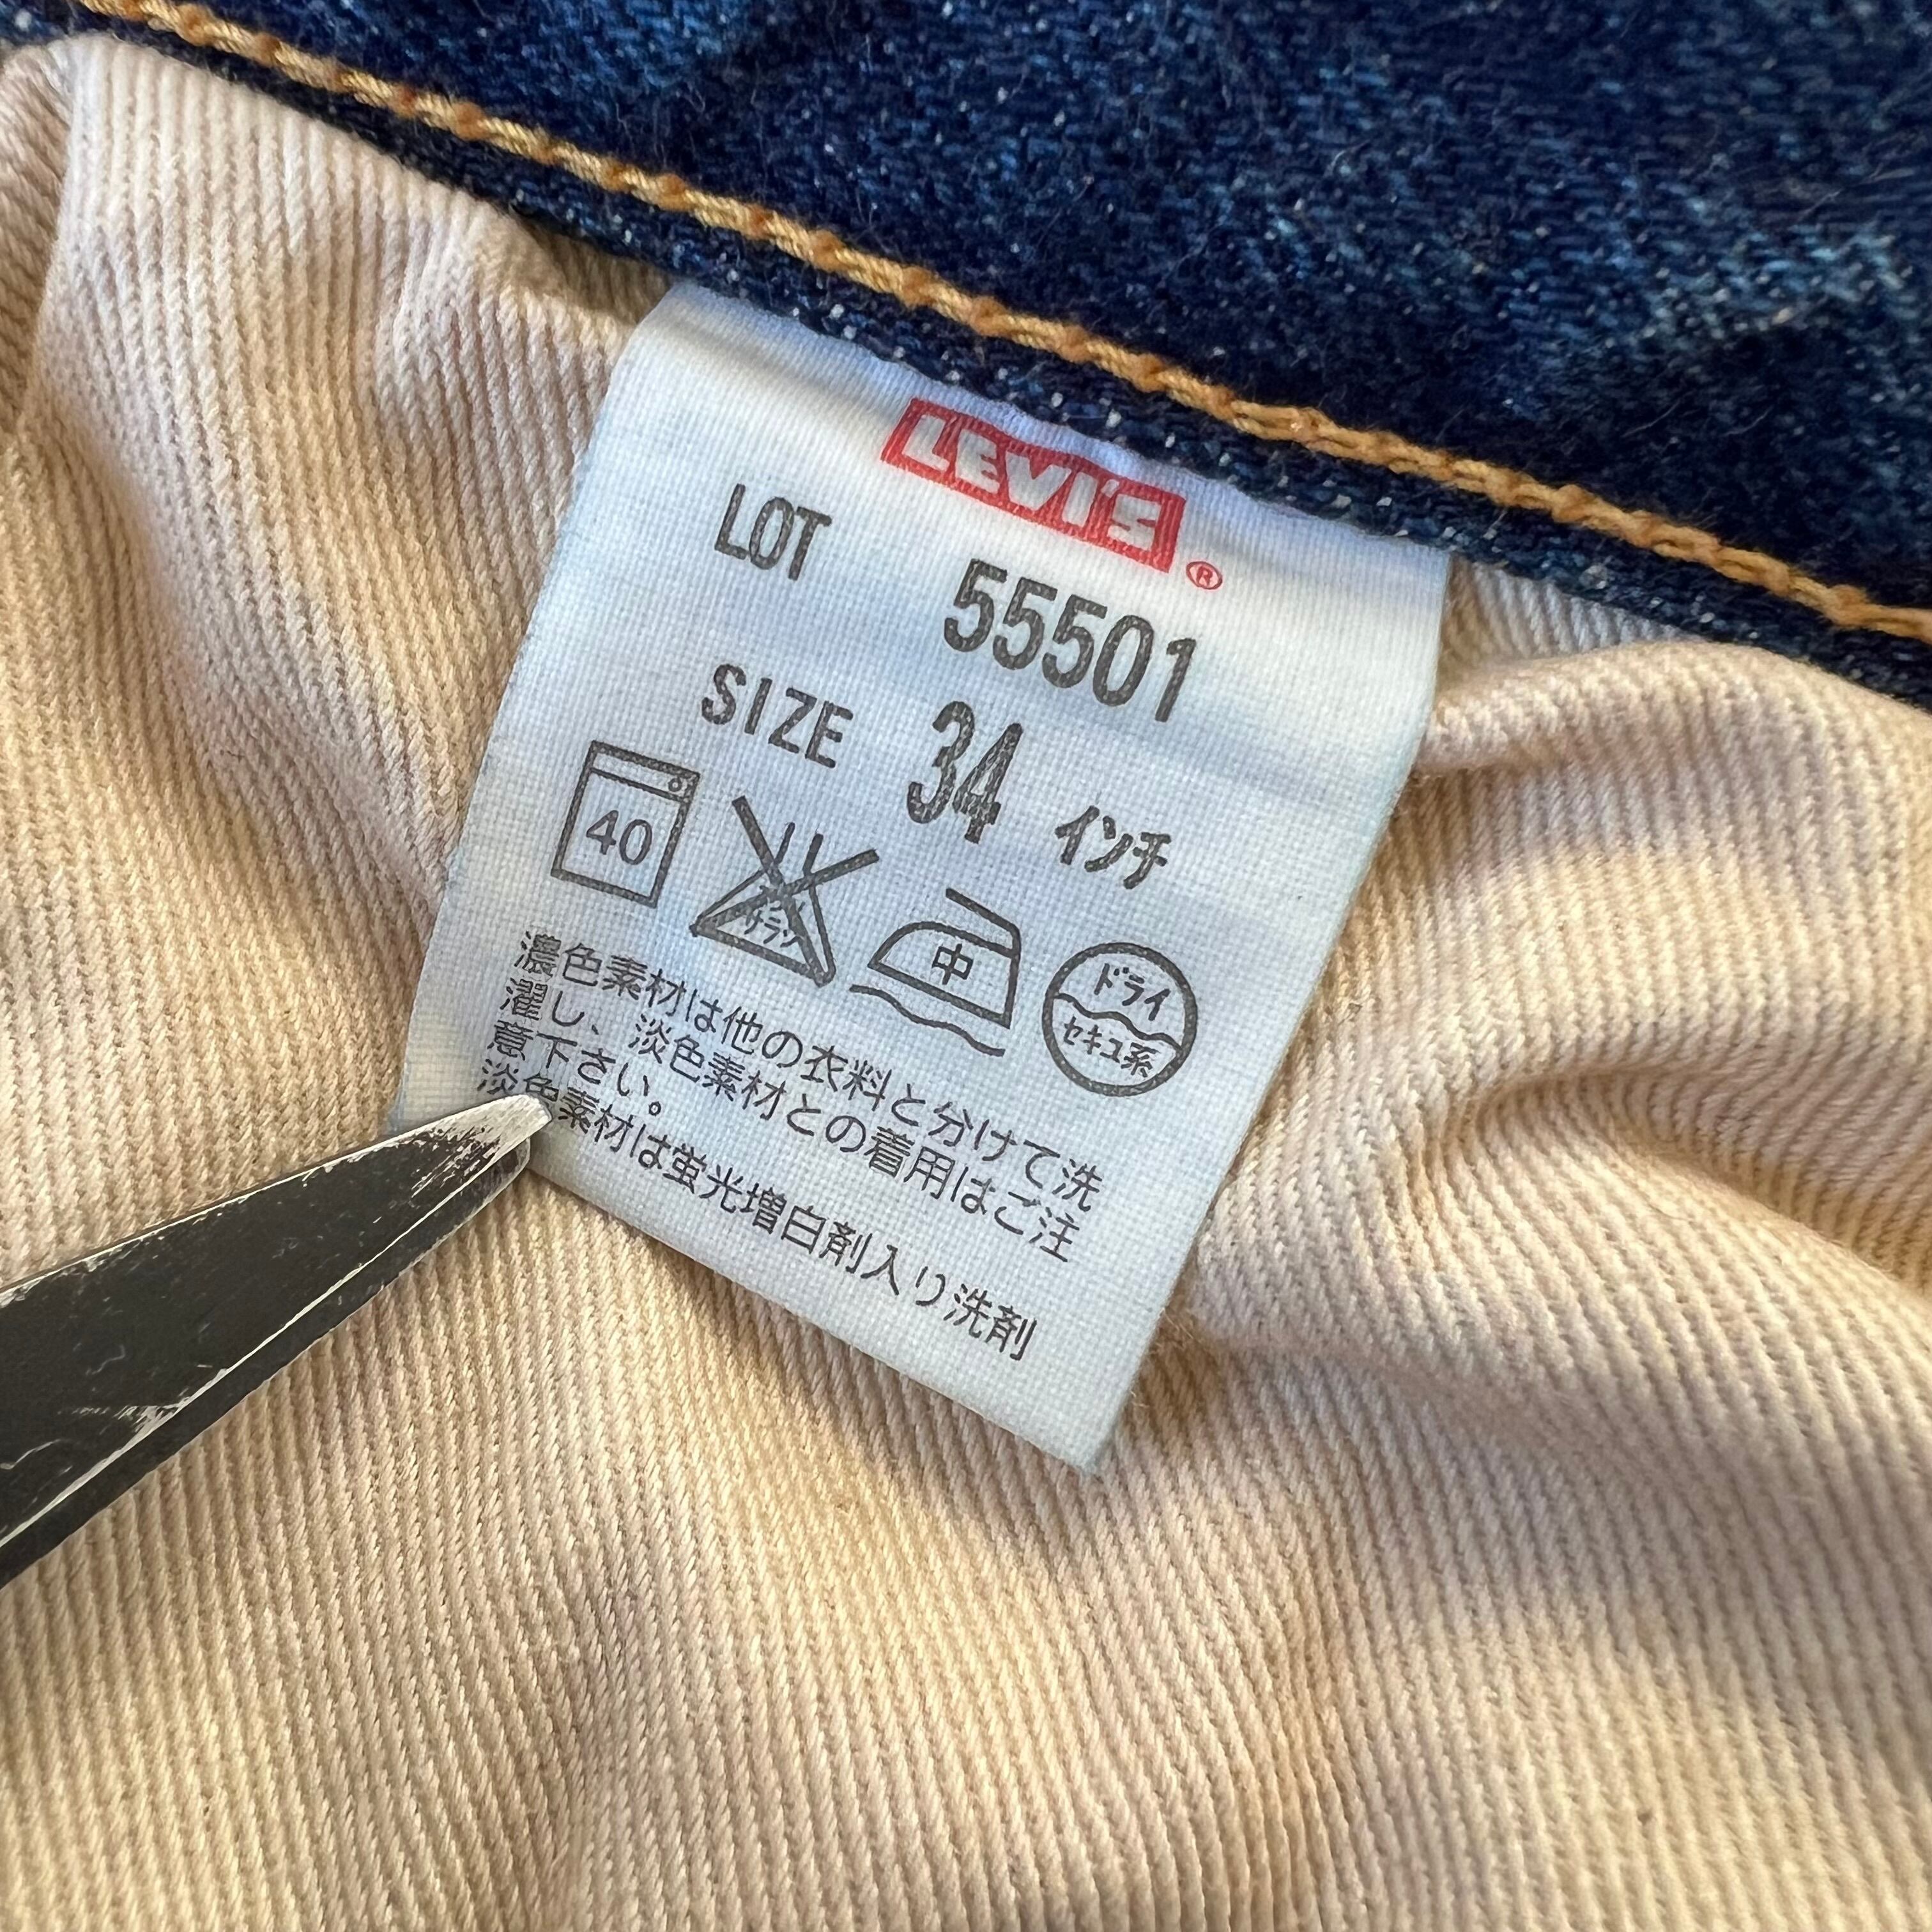 LEVI'S®
LOT 55501
SIZE 34 インチ
40
サラシ
中
ドライ
セキユ系
濃色素材は他の衣料と分けて洗
濯し、淡色素材との着用はご注
意下さい。
淡色素材は蛍光増白剤入り洗剤